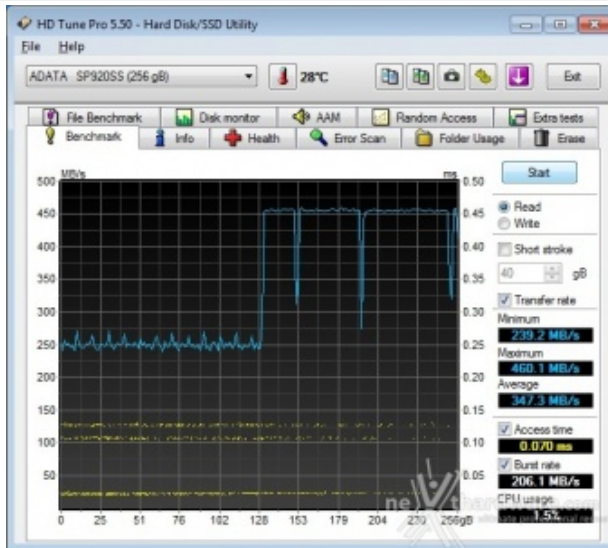 HD Tune Pro 5.50 - Hard Disk/SSD Utility
File Help
ADATA SP920SS (256 gB) 28°C Exit
File Benchmark Disk monitor AAM Random Access Extra tests
Benchmark Info Health Error Scan Folder Usage Erase
MB/s ms Start
500 0.50
450 0.45 Read
Write
400 0.40 Short stroke
40 gB
350 0.35
Transfer rate
300 0.30 Minimum
239.2 MB/s
Maximum
250 0.25 460.1 MB/s
Average
200 0.20 347.3 MB/s
150 0.15 Access time
0.070 ms
100 0.10 Burst rate
206.1 MB/s
50 0.05 CPU usage
1.5%
0 25 51 76 102 128 153 179 204 230 256gB